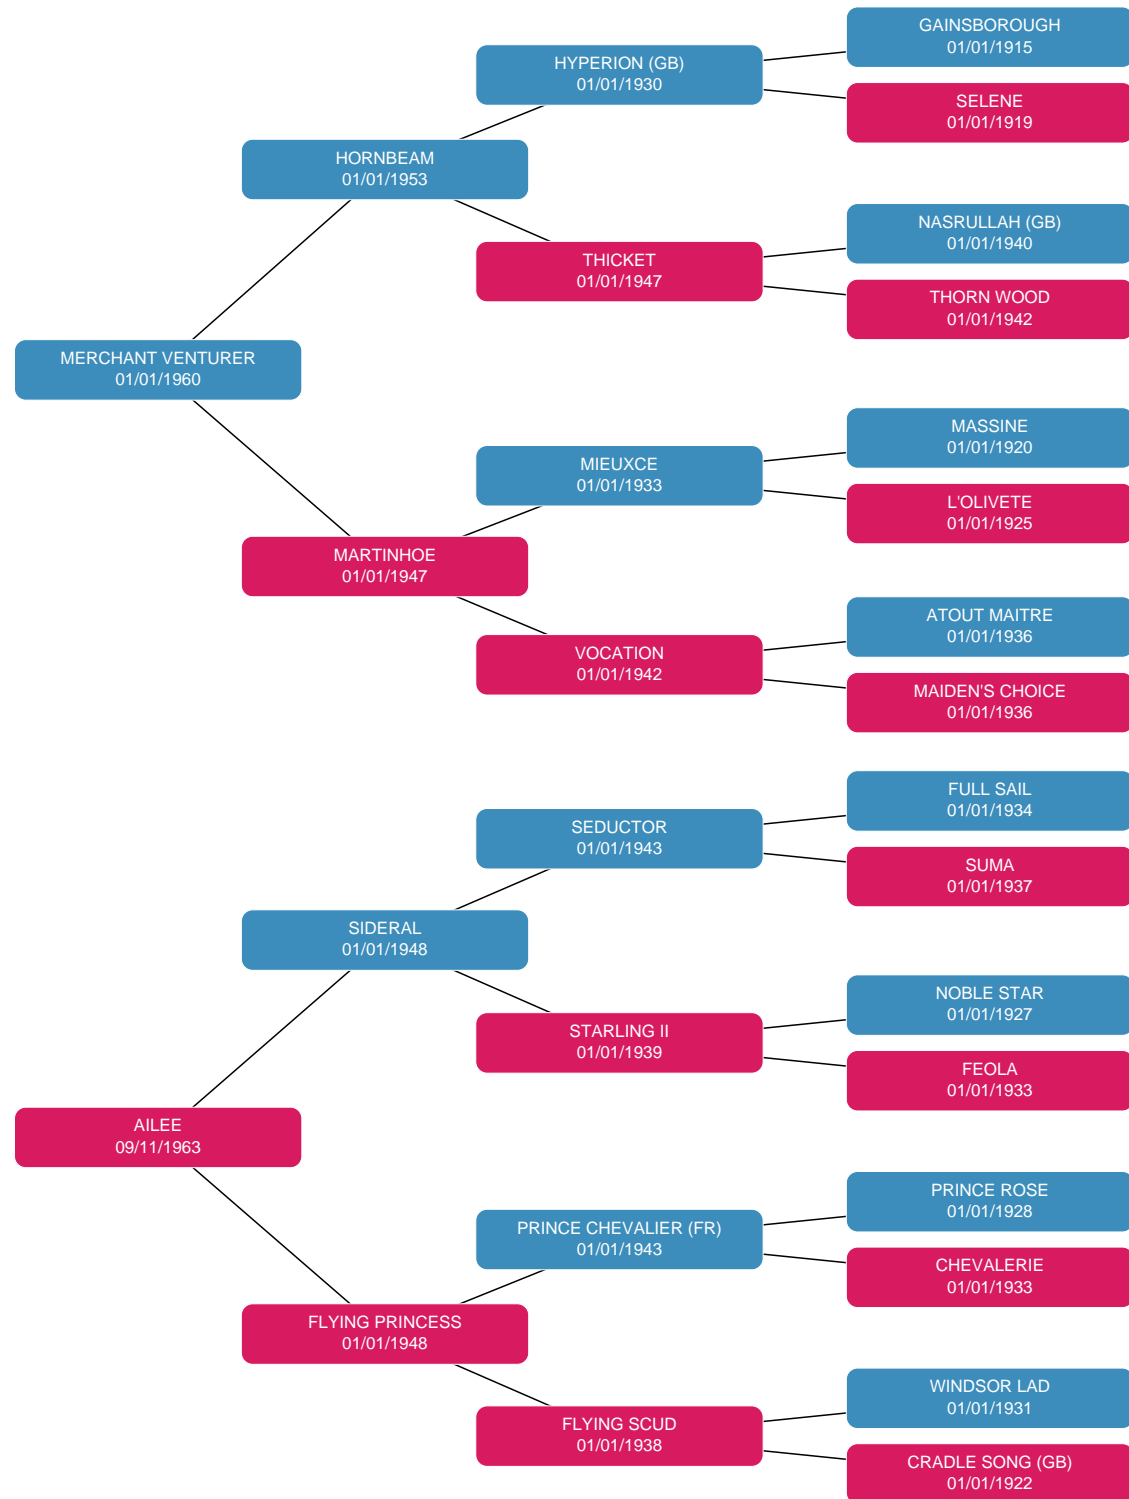 GAINSBOROUGH
01/01/1915
HYPERION (GB)
01/01/1930
SELENE
01/01/1919
HORNBEAM
01/01/1953
NASRULLAH (GB)
01/01/1940
THICKET
01/01/1947
THORN WOOD
01/01/1942
MERCHANT VENTURER
01/01/1960
MASSINE
01/01/1920
MIEUXCE
01/01/1933
L'OLIVETE
01/01/1925
MARTINHOE
01/01/1947
ATOUT MAITRE
01/01/1936
VOCATION
01/01/1942
MAIDEN'S CHOICE
01/01/1936
FULL SAIL
01/01/1934
SEDUCTOR
01/01/1943
SUMA
01/01/1937
SIDERAL
01/01/1948
NOBLE STAR
01/01/1927
STARLING II
01/01/1939
FEOLA
01/01/1933
AILEE
09/11/1963
PRINCE ROSE
01/01/1928
PRINCE CHEVALIER (FR)
01/01/1943
CHEVALERIE
01/01/1933
FLYING PRINCESS
01/01/1948
WINDSOR LAD
01/01/1931
FLYING SCUD
01/01/1938
CRADLE SONG (GB)
01/01/1922